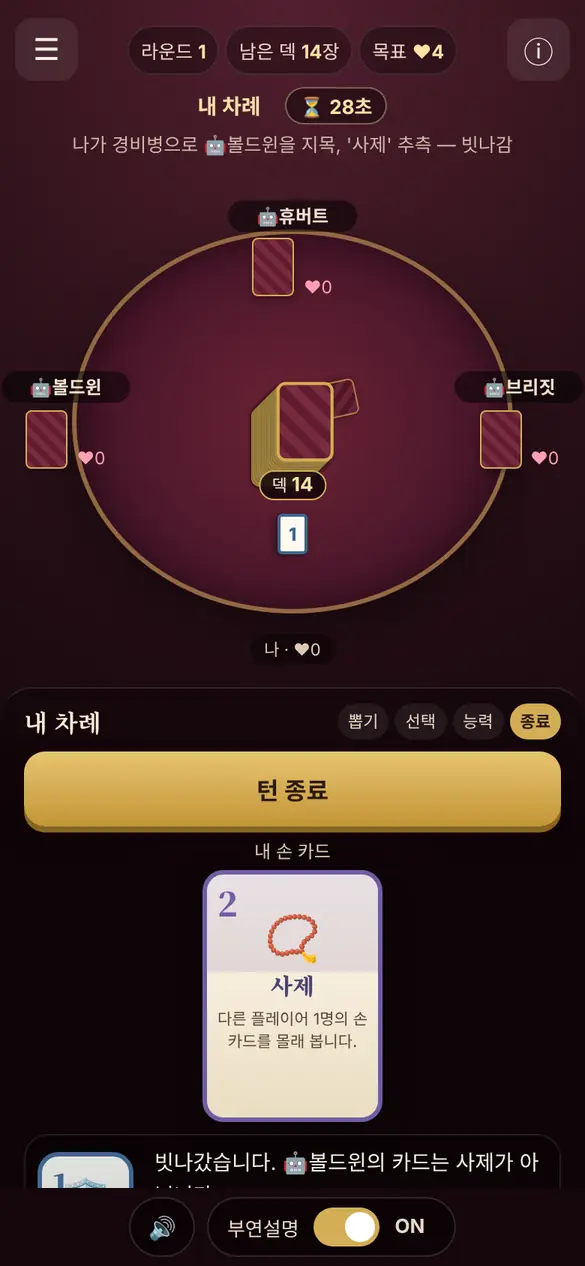 라운드 1
남은 덱 14장
목표 ♥4
내 차례
⏳ 28초
나가 경비병으로 🤖볼드윈을 지목, '사제' 추측 — 빗나감
🤖휴버트
♥0
🤖볼드윈
🤖브리짓
♥0
♥0
덱 14
1
나 · ♥0
내 차례
뽑기
선택
능력
종료
턴 종료
내 손 카드
2
사제
다른 플레이어 1명의 손
카드를 몰래 봅니다.
1
빗나갔습니다. 🤖볼드윈의 카드는 사제가 아
부연설명
ON